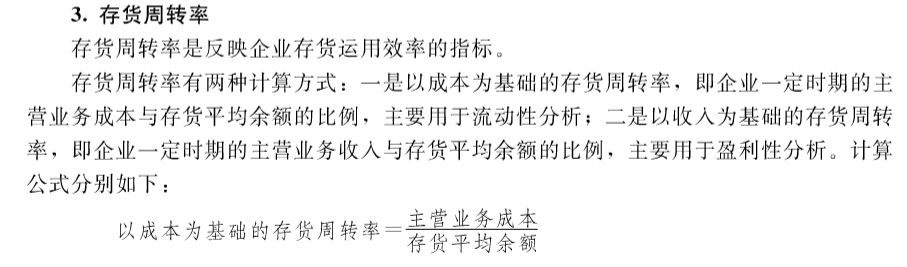 3. 存货周转率
存货周转率是反映企业存货运用效率的指标。
存货周转率有两种计算方式：一是以成本为基础的存货周转率，即企业一定时期的主
营业务成本与存货平均余额的比例，主要用于流动性分析；二是以收入为基础的存货周转
率，即企业一定时期的主营业务收入与存货平均余额的比例，主要用于盈利性分析。计算
公式分别如下：
以成本为基础的存货周转率=主营业务成本
存货平均余额